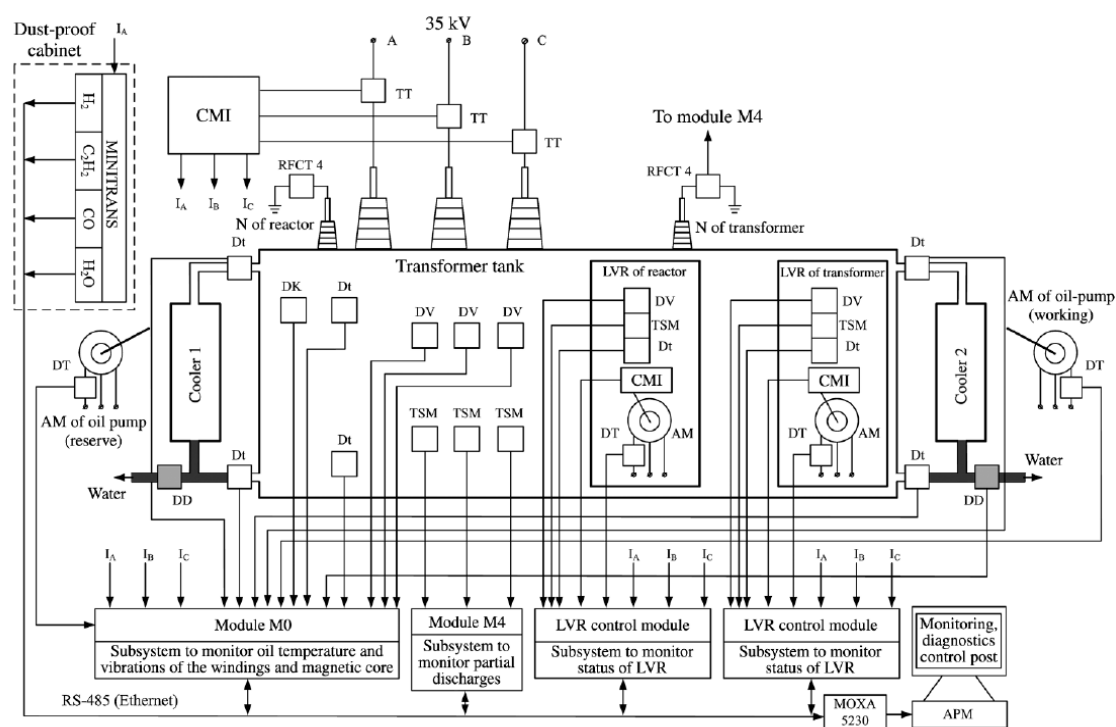 Dust-proof
cabinet
I_A
H₂
C₂H₂
CO
H₂O
MINITRANS
35 kV
A
B
C
CMI
TT
TT
TT
I_A
I_B
I_C
RFCT 4
N of reactor
To module M4
RFCT 4
N of transformer
Dt
Dt
Transformer tank
Cooler 1
DT
AM of oil pump
(reserve)
Water
DD
Dt
DK
Dt
DV
DV
DV
TSM
TSM
TSM
Dt
LVR of reactor
DV
TSM
Dt
CMI
DT
AM
LVR of transformer
DV
TSM
Dt
CMI
DT
AM
Cooler 2
AM of oil-pump
(working)
DT
Dt
DD
Water
I_A
I_B
I_C
I_A
I_B
I_C
I_A
I_B
I_C
Module M0
Subsystem to monitor oil temperature and
vibrations of the windings and magnetic core
Module M4
Subsystem to
monitor partial
discharges
LVR control module
Subsystem to monitor
status of LVR
LVR control module
Subsystem to monitor
status of LVR
Monitoring,
diagnostics
control post
RS-485 (Ethernet)
MOXA
5230
APM